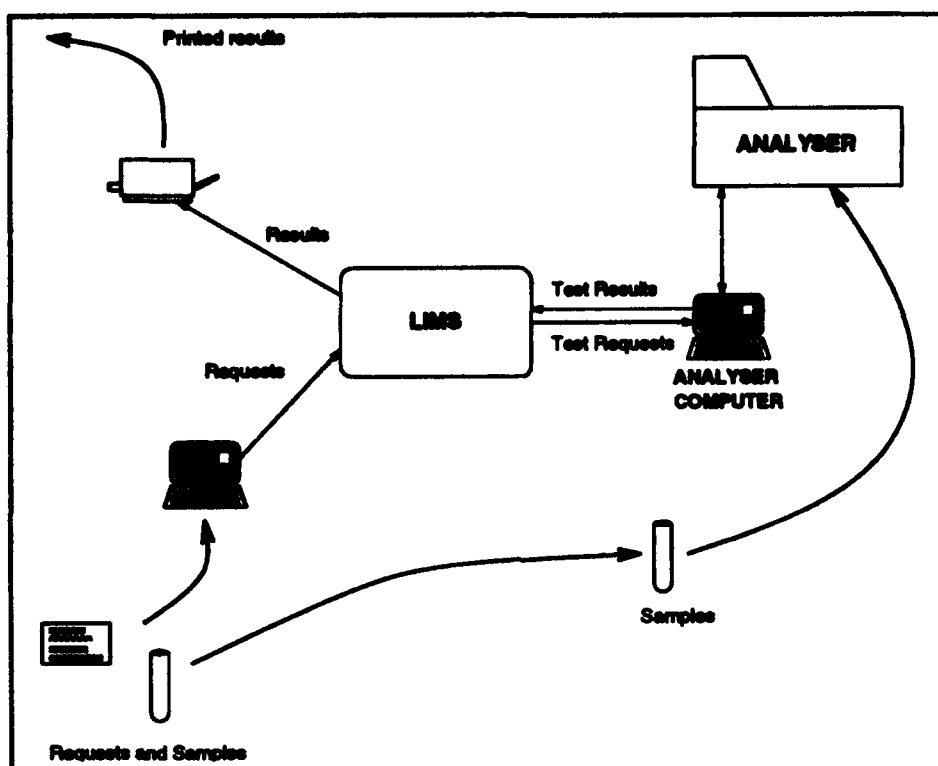 Printed results
ANALYSER
Results
Test Results
LIMS
Test Requests
Requests
ANALYSER
COMPUTER
Samples
Requests and Samples